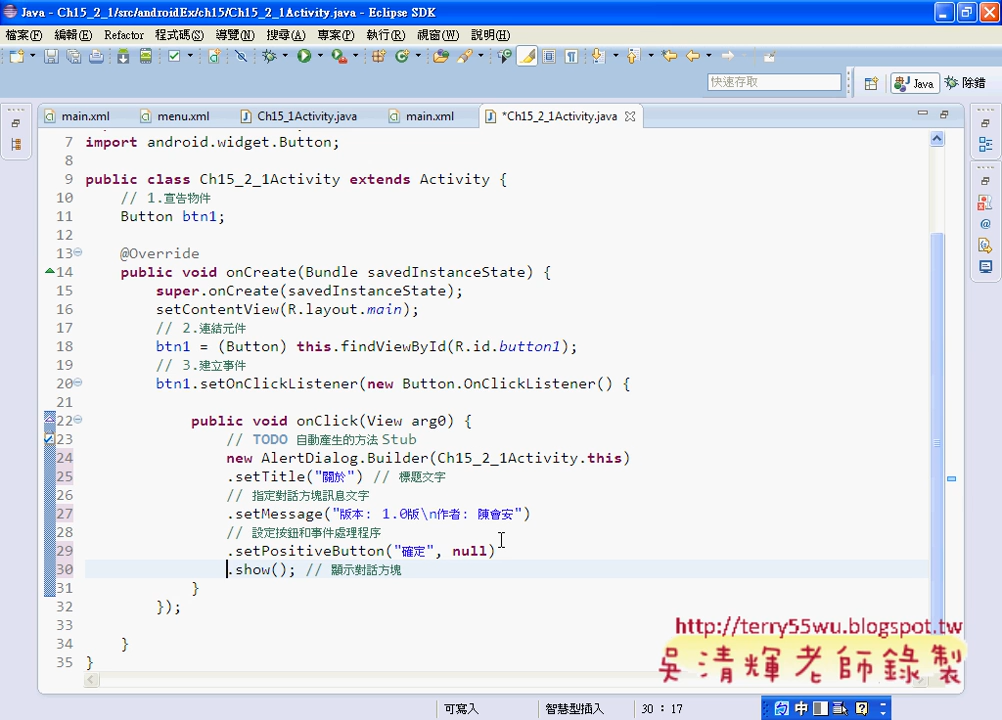 Java - Ch15_2_1/src/androidEx/ch15/Ch15_2_1Activity.java - Eclipse SDK
檔案(F) 編輯(E) Refactor 程式碼(S) 導覽(N) 搜尋(A) 專案(P) 執行(R) 視窗(W) 說明(H)
快速存取 Java 除錯
main.xml menu.xml Ch15_1Activity.java main.xml *Ch15_2_1Activity.java
7 import android.widget.Button;
8
9 public class Ch15_2_1Activity extends Activity {
10 // 1.宣告物件
11 Button btn1;
12
13 @Override
14 public void onCreate(Bundle savedInstanceState) {
15 super.onCreate(savedInstanceState);
16 setContentView(R.layout.main);
17 // 2.連結元件
18 btn1 = (Button) this.findViewById(R.id.button1);
19 // 3.建立事件
20 btn1.setOnClickListener(new Button.OnClickListener() {
21
22 public void onClick(View arg0) {
23 // TODO 自動產生的方法 Stub
24 new AlertDialog.Builder(Ch15_2_1Activity.this)
25 .setTitle("關於") // 標題文字
26 // 指定對話方塊訊息文字
27 .setMessage("版本: 1.0版\n作者: 陳會安")
28 // 設定按鈕和事件處理程序
29 .setPositiveButton("確定", null)
30 .show(); // 顯示對話方塊
31 }
32 });
33
34 }
35 }
http://terry55wu.blogspot.tw
吳清輝老師錄製
可寫入 智慧型插入 30 : 17
中